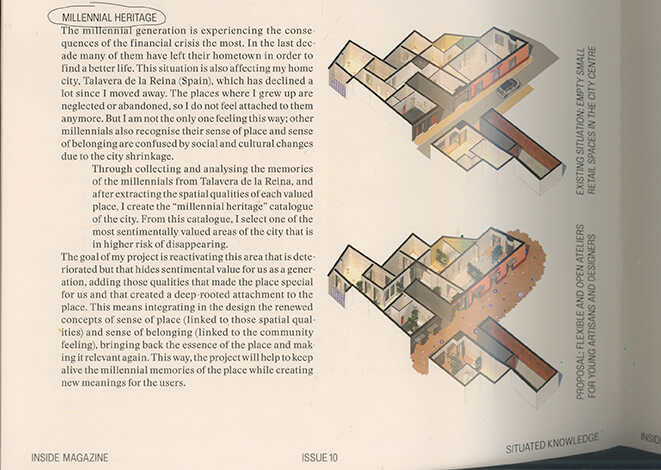 MILLENNIAL HERITAGE
The millennial generation is experiencing the conse-
quences of the financial crisis the most. In the last dec-
ade many of them have left their hometown in order to
find a better life. This situation is also affecting my home
city, Talavera de la Reina (Spain), which has declined a
lot since I moved away. The places where I grew up are
neglected or abandoned, so I do not feel attached to them
anymore. But I am not the only one feeling this way; other
millennials also recognise their sense of place and sense
of belonging are confused by social and cultural changes
due to the city shrinkage.
Through collecting and analysing the memories
of the millennials from Talavera de la Reina, and
after extracting the spatial qualities of each valued
place, I create the "millennial heritage" catalogue
of the city. From this catalogue, I select one of the
most sentimentally valued areas of the city that is
in higher risk of disappearing.
The goal of my project is reactivating this area that is dete-
riorated but that hides sentimental value for us as a gener-
ation, adding those qualities that made the place special
for us and that created a deep-rooted attachment to the
place. This means integrating in the design the renewed
concepts of sense of place (linked to those spatial qual-
ities) and sense of belonging (linked to the community
feeling), bringing back the essence of the place and mak-
ing it relevant again. This way, the project will help to keep
alive the millennial memories of the place while creating
new meanings for the users.
EXISTING SITUATION: EMPTY SMALL
RETAIL SPACES IN THE CITY CENTRE
PROPOSAL: FLEXIBLE AND OPEN ATELIERS
FOR YOUNG ARTISANS AND DESIGNERS
INSIDE MAGAZINE
ISSUE 10
SITUATED KNOWLEDGE
INSID